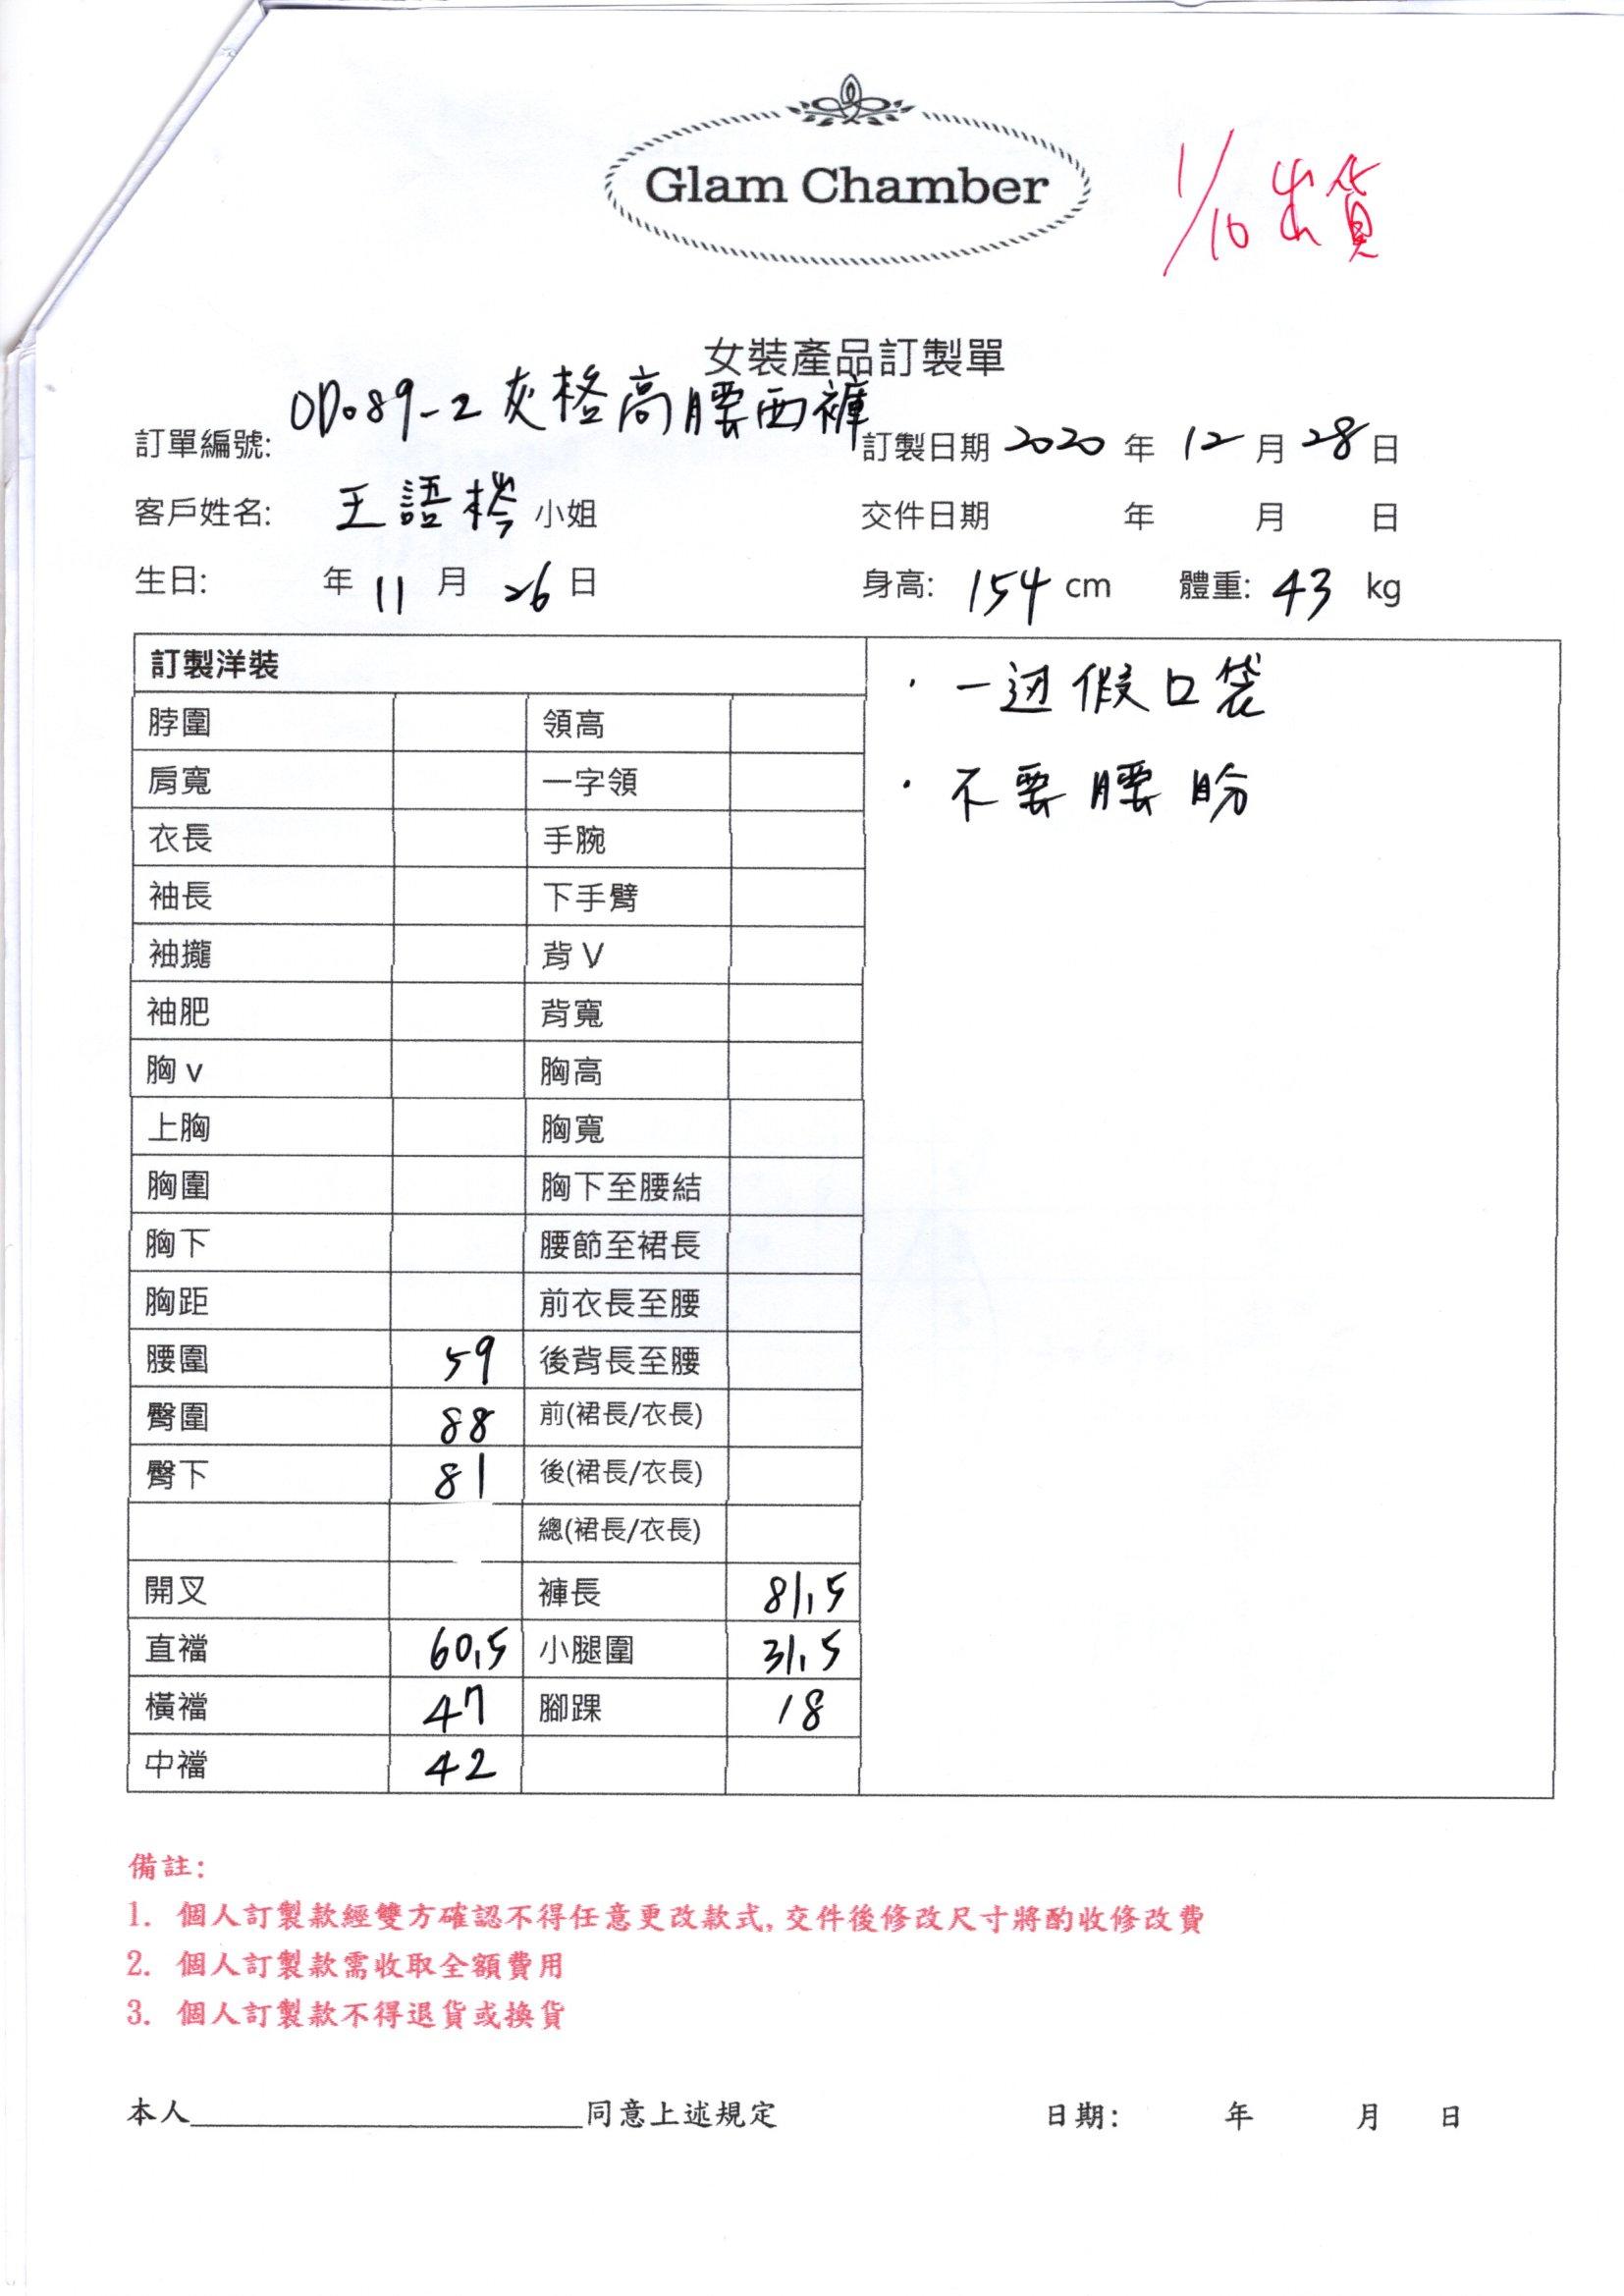 Glam Chamber
1/10 出貨
女裝產品訂製單
訂單編號: OD089-2 灰格高腰西褲 訂製日期 2020 年 12 月 28 日
客戶姓名: 王語梣 小姐 交件日期 年 月 日
生日: 年 11 月 26 日 身高: 154 cm 體重: 43 kg
訂製洋裝
· 一边假口袋
· 不要腰
脖圍 領高
肩寬 一字領
衣長 手腕
袖長 下手臂
袖攏 背 V
袖肥 背寬
胸 v 胸高
上胸 胸寬
胸圍 胸下至腰結
胸下 腰節至裙長
胸距 前衣長至腰
腰圍 59 後背長至腰
臀圍 88 前(裙長/衣長)
臀下 81 後(裙長/衣長)
總(裙長/衣長)
開叉 褲長 81.5
直襠 60.5 小腿圍 31.5
橫襠 47 腳踝 18
中襠 42
備註:
1. 個人訂製款經雙方確認不得任意更改款式,交件後修改尺寸將酌收修改費
2. 個人訂製款需收取全額費用
3. 個人訂製款不得退貨或換貨
本人____________________同意上述規定 日期: 年 月 日